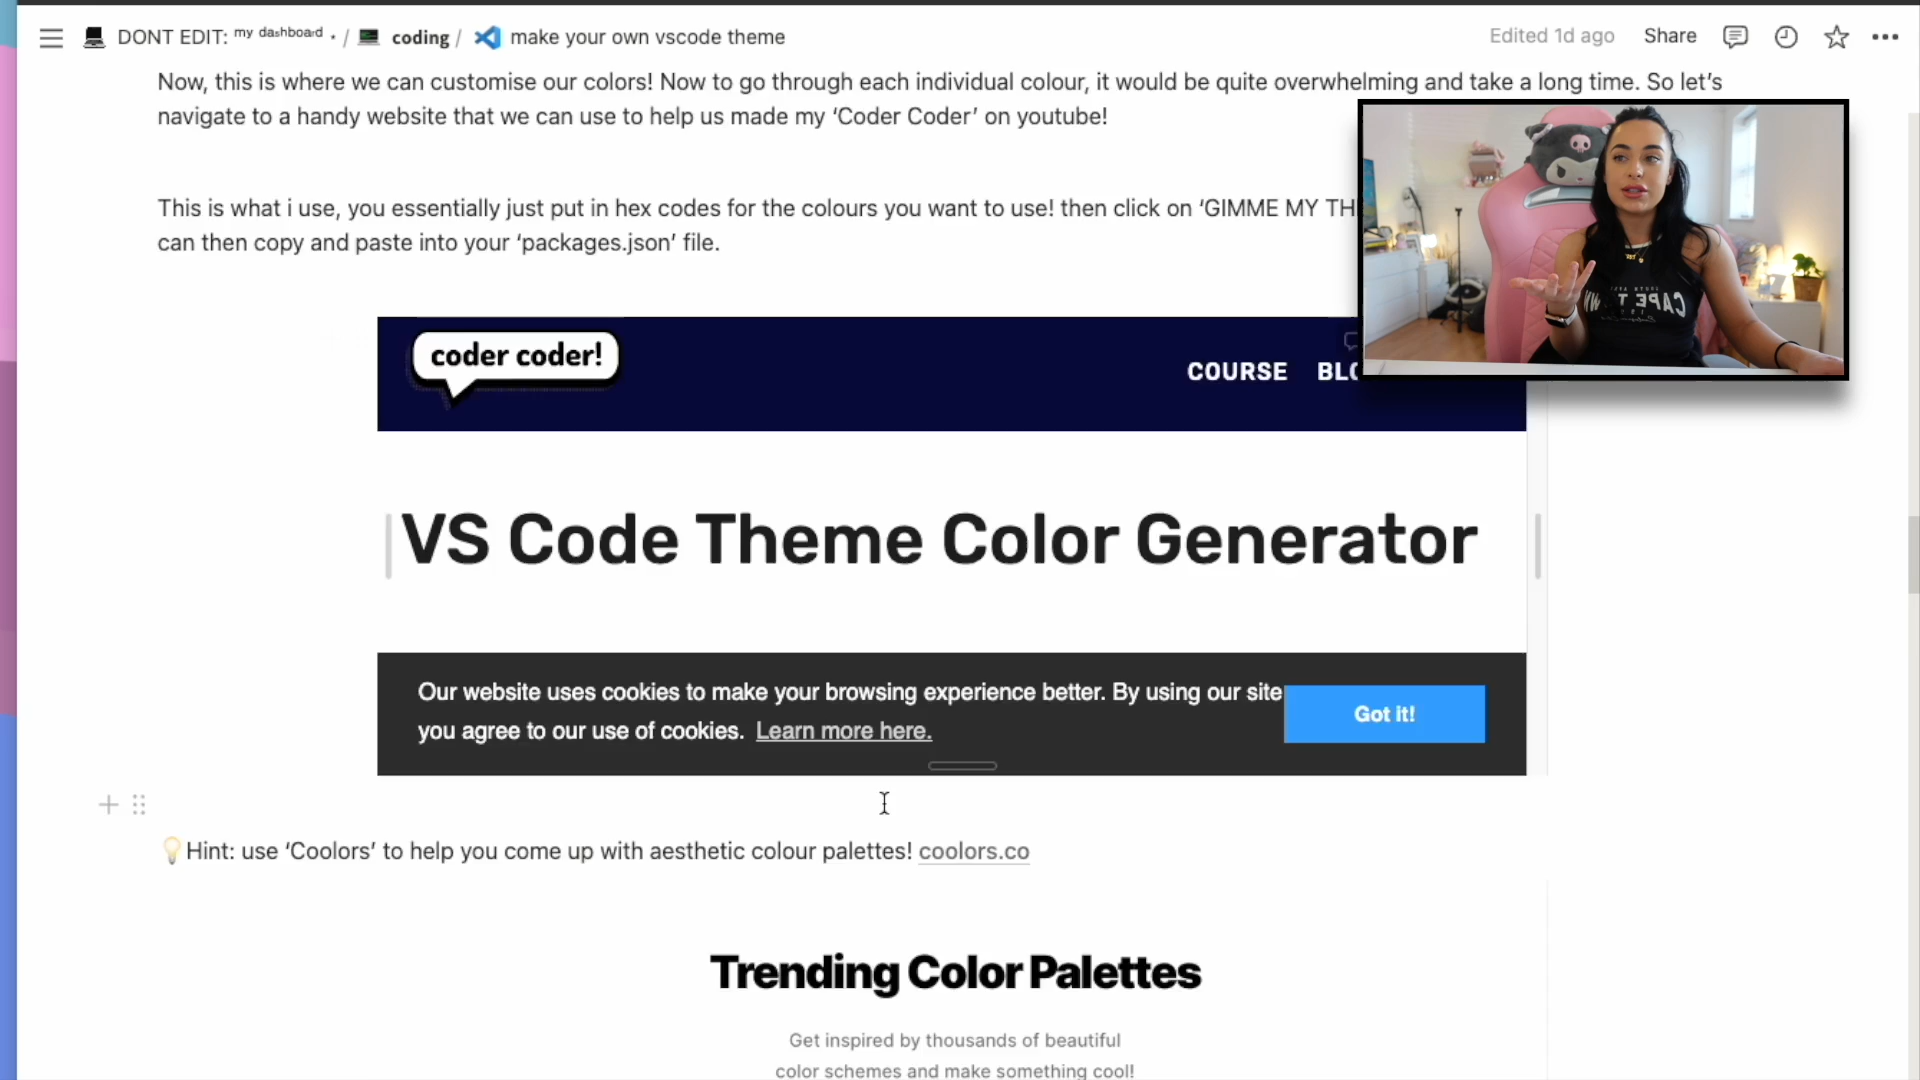 DONT EDIT: my dashboard · / coding / make your own vscode theme
Edited 1d ago Share
Now, this is where we can customise our colors! Now to go through each individual colour, it would be quite overwhelming and take a long time. So let's
navigate to a handy website that we can use to help us made my ‘Coder Coder’ on youtube!
This is what i use, you essentially just put in hex codes for the colours you want to use! then click on ‘GIMME MY TH
can then copy and paste into your ‘packages.json’ file.
coder coder!
COURSE BLO
VS Code Theme Color Generator
Our website uses cookies to make your browsing experience better. By using our site
you agree to our use of cookies. Learn more here.
Got it!
Hint: use ‘Coolors’ to help you come up with aesthetic colour palettes! coolors.co
Trending Color Palettes
Get inspired by thousands of beautiful
color schemes and make something cool!